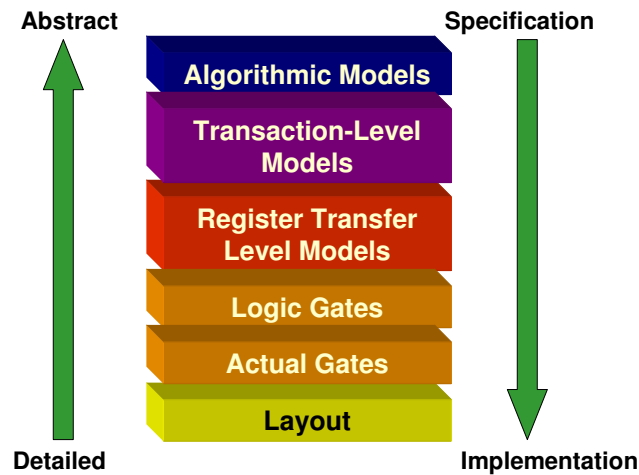 Abstract
Specification
Algorithmic Models
Transaction-Level
Models
Register Transfer
Level Models
Logic Gates
Actual Gates
Layout
Detailed
Implementation